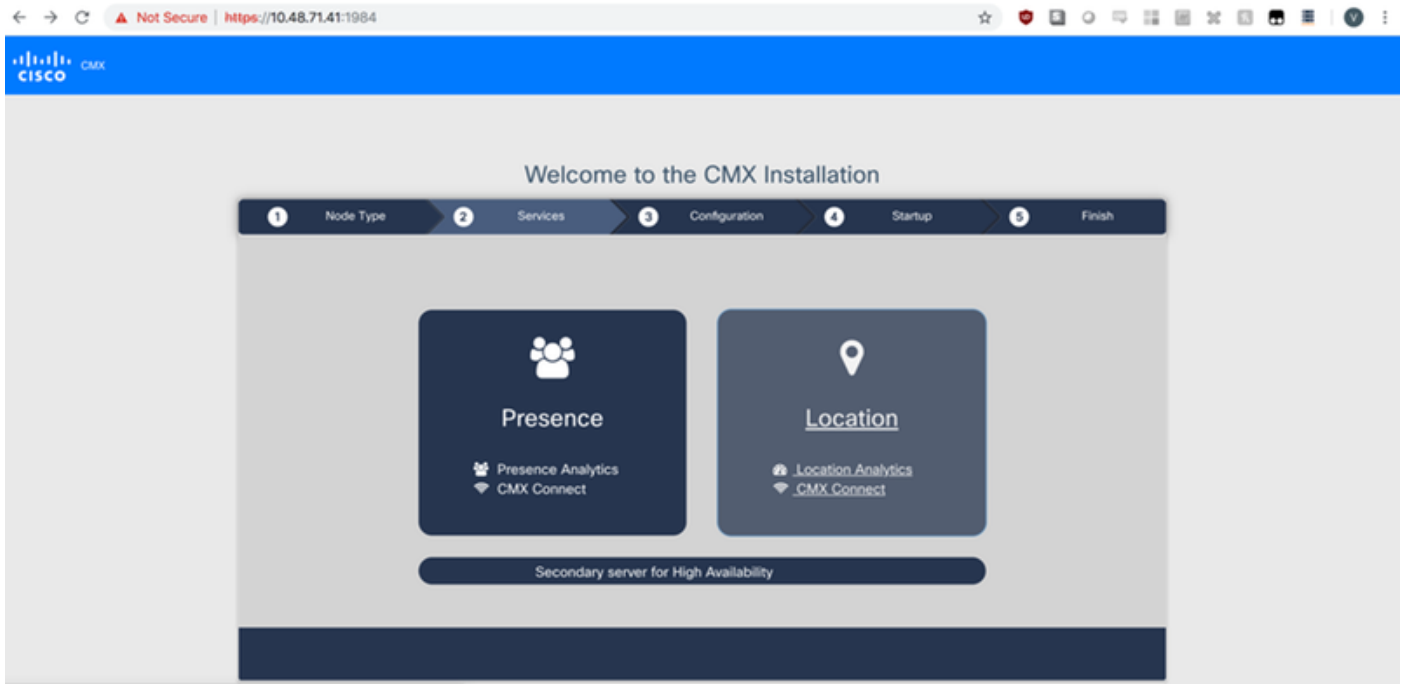 Not Secure | https://10.48.71.41:1984
V
CISCO CMX
Welcome to the CMX Installation
1 Node Type 2 Services 3 Configuration 4 Startup 5 Finish
Presence
Presence Analytics
CMX Connect
Location
Location Analytics
CMX Connect
Secondary server for High Availability